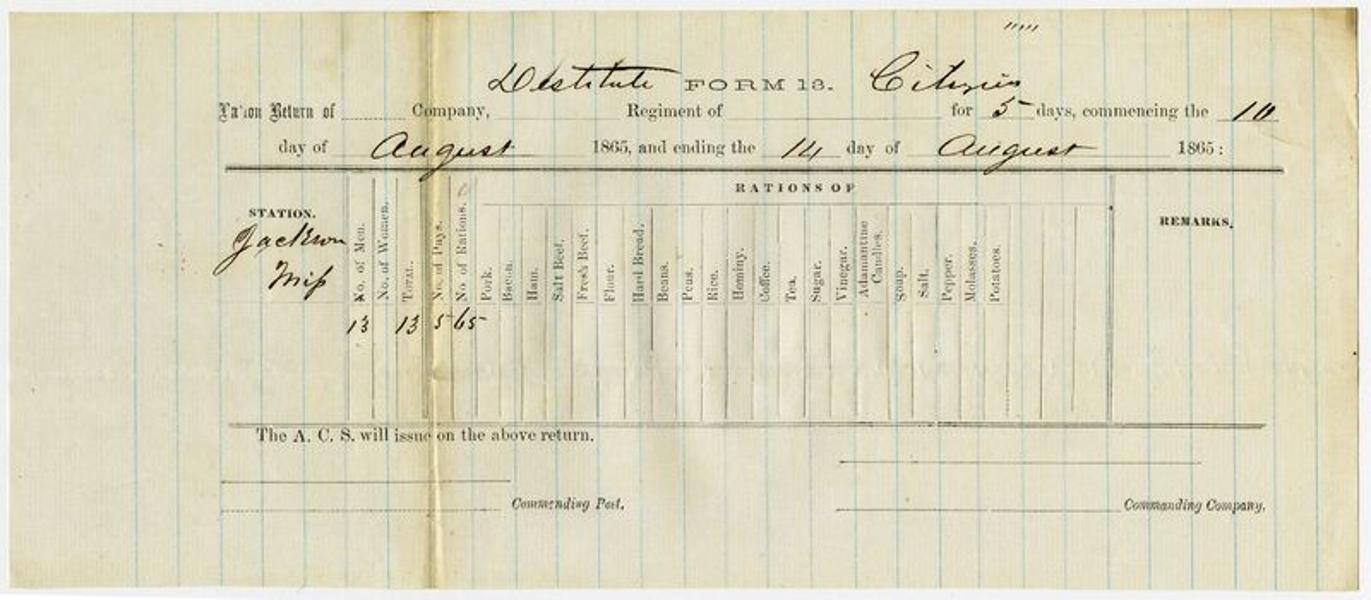 ""
Destitute FORM 13. Citizens
Ration Return of Company, Regiment of for 5 days, commencing the 10
day of August 1865, and ending the 14 day of August 1865:
RATIONS OF
STATION. No. of Men. No. of Women. TOTAL. No. of Days. No of Rations. Pork. Bacon. Ham. Salt Beef. Fresh Beef. Flour. Hard Bread. Beans. Peas. Rice. Hominy. Coffee. Tea. Sugar. Vinegar. Adamantine Candles. Soap. Salt. Pepper. Molasses. Potatoes. REMARKS.
Jackson
Miss
13 13 5 65
The A. C. S. will issue on the above return.
Commanding Post. Commanding Company.